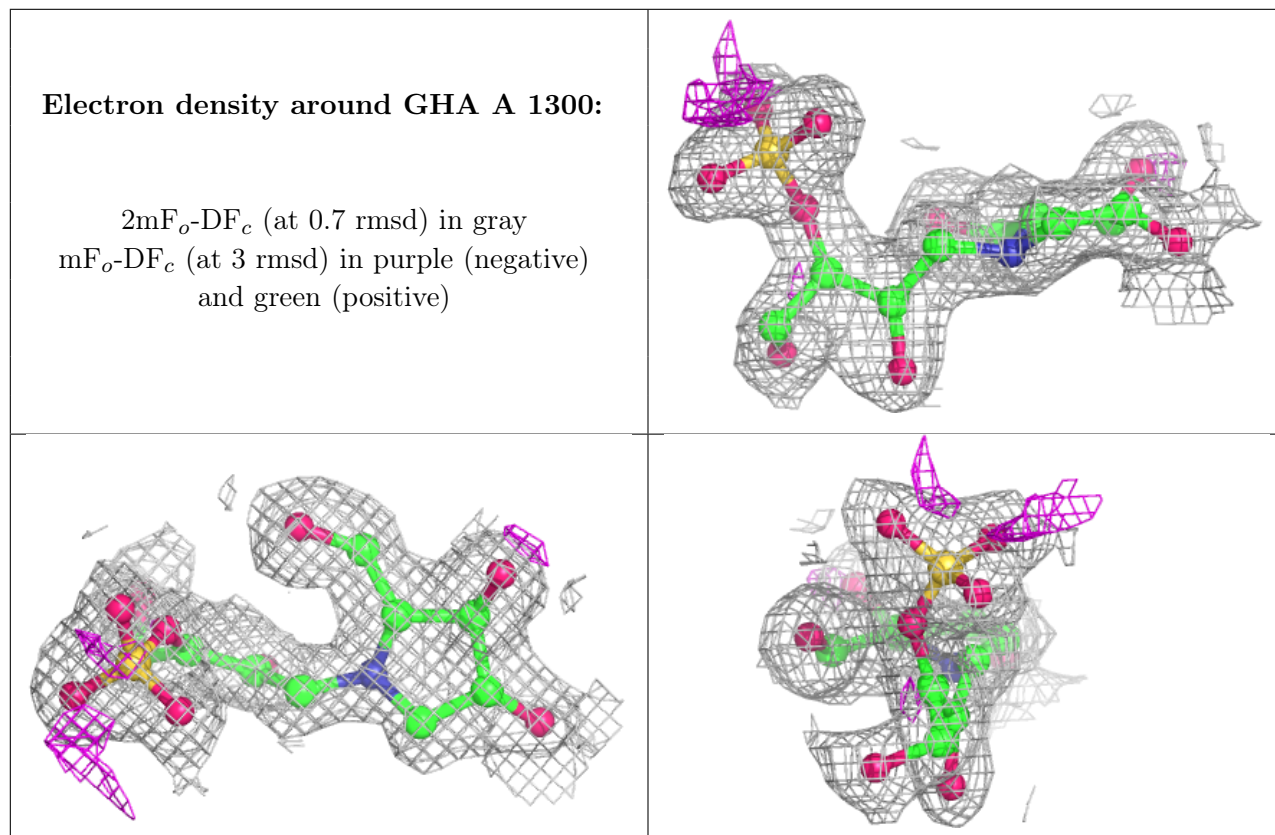 Electron density around GHA A 1300:
2mFo-DFc (at 0.7 rmsd) in gray
mFo-DFc (at 3 rmsd) in purple (negative)
and green (positive)